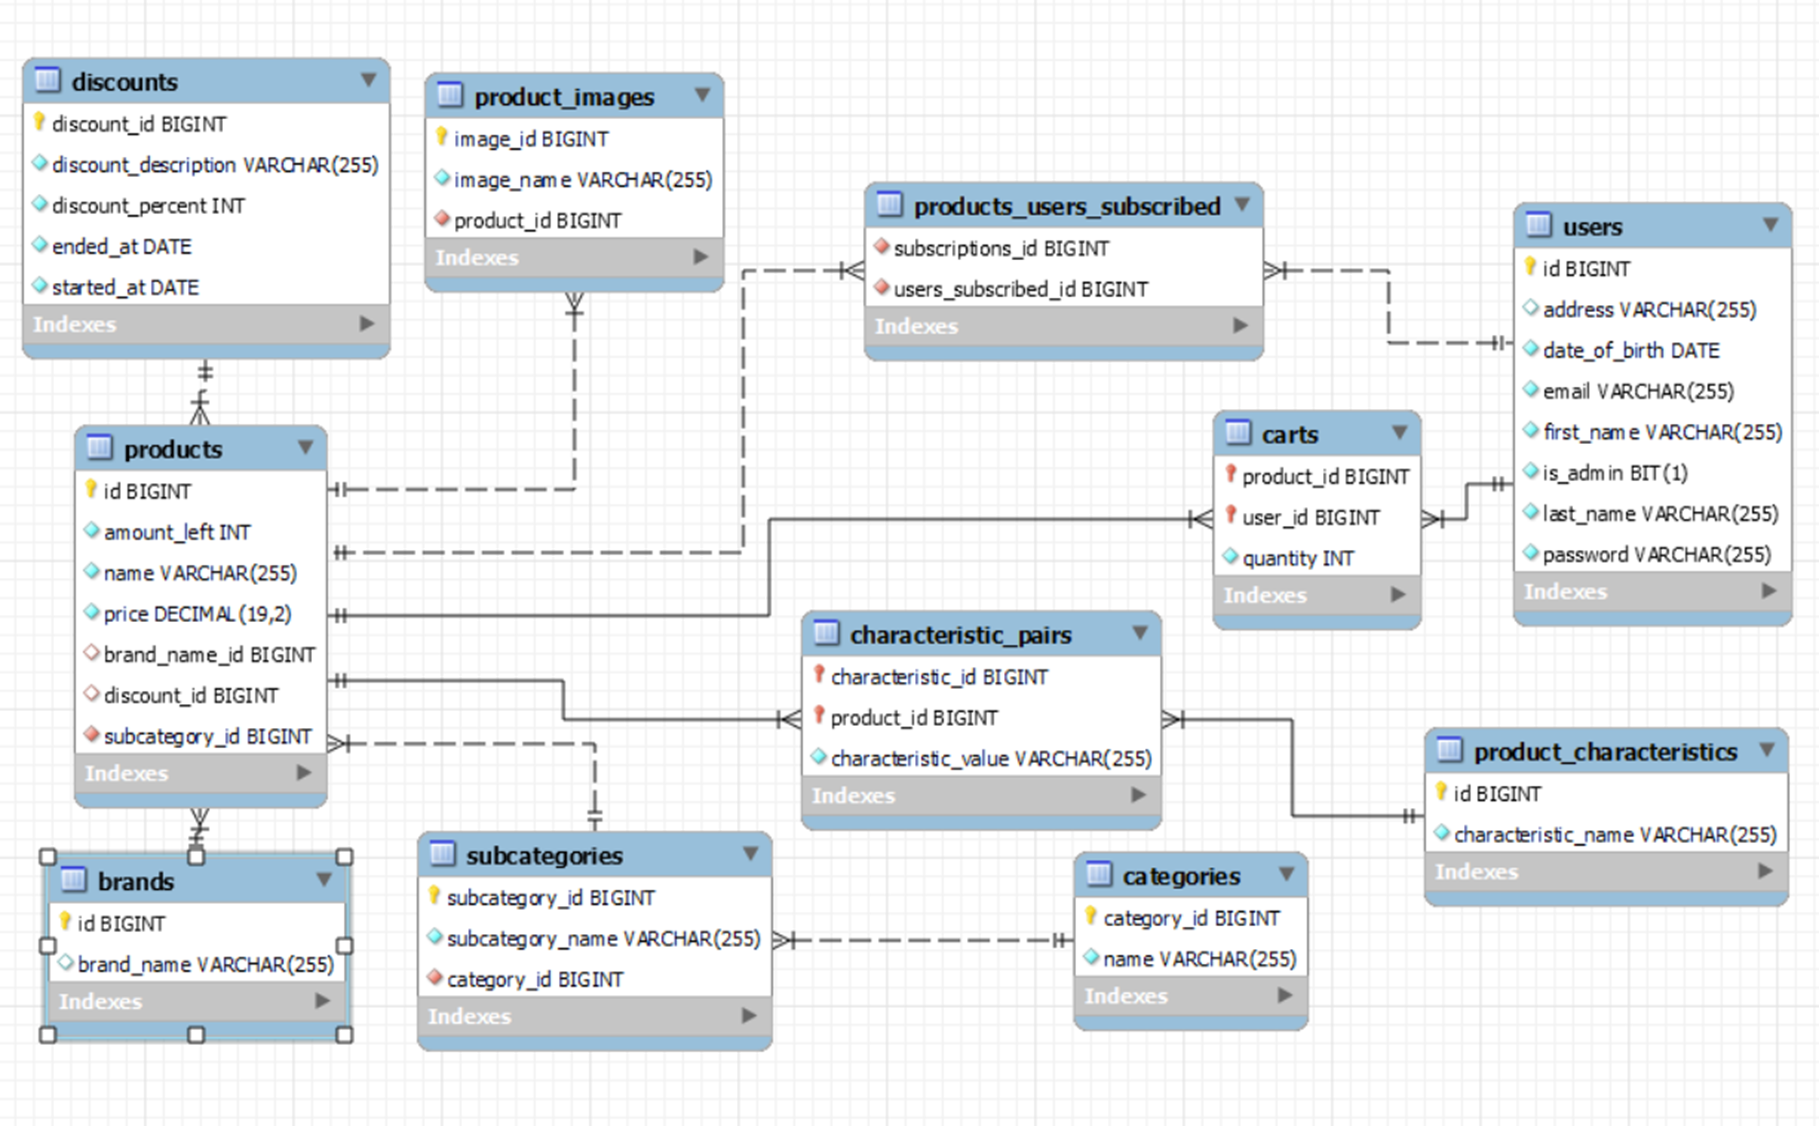 discounts
discount_id BIGINT
discount_description VARCHAR(255)
discount_percent INT
ended_at DATE
started_at DATE
Indexes
product_images
image_id BIGINT
image_name VARCHAR(255)
product_id BIGINT
Indexes
products_users_subscribed
subscriptions_id BIGINT
users_subscribed_id BIGINT
Indexes
users
id BIGINT
address VARCHAR(255)
date_of_birth DATE
email VARCHAR(255)
first_name VARCHAR(255)
is_admin BIT(1)
last_name VARCHAR(255)
password VARCHAR(255)
Indexes
products
id BIGINT
amount_left INT
name VARCHAR(255)
price DECIMAL(19,2)
brand_name_id BIGINT
discount_id BIGINT
subcategory_id BIGINT
Indexes
carts
product_id BIGINT
user_id BIGINT
quantity INT
Indexes
characteristic_pairs
characteristic_id BIGINT
product_id BIGINT
characteristic_value VARCHAR(255)
Indexes
product_characteristics
id BIGINT
characteristic_name VARCHAR(255)
Indexes
brands
id BIGINT
brand_name VARCHAR(255)
Indexes
subcategories
subcategory_id BIGINT
subcategory_name VARCHAR(255)
category_id BIGINT
Indexes
categories
category_id BIGINT
name VARCHAR(255)
Indexes